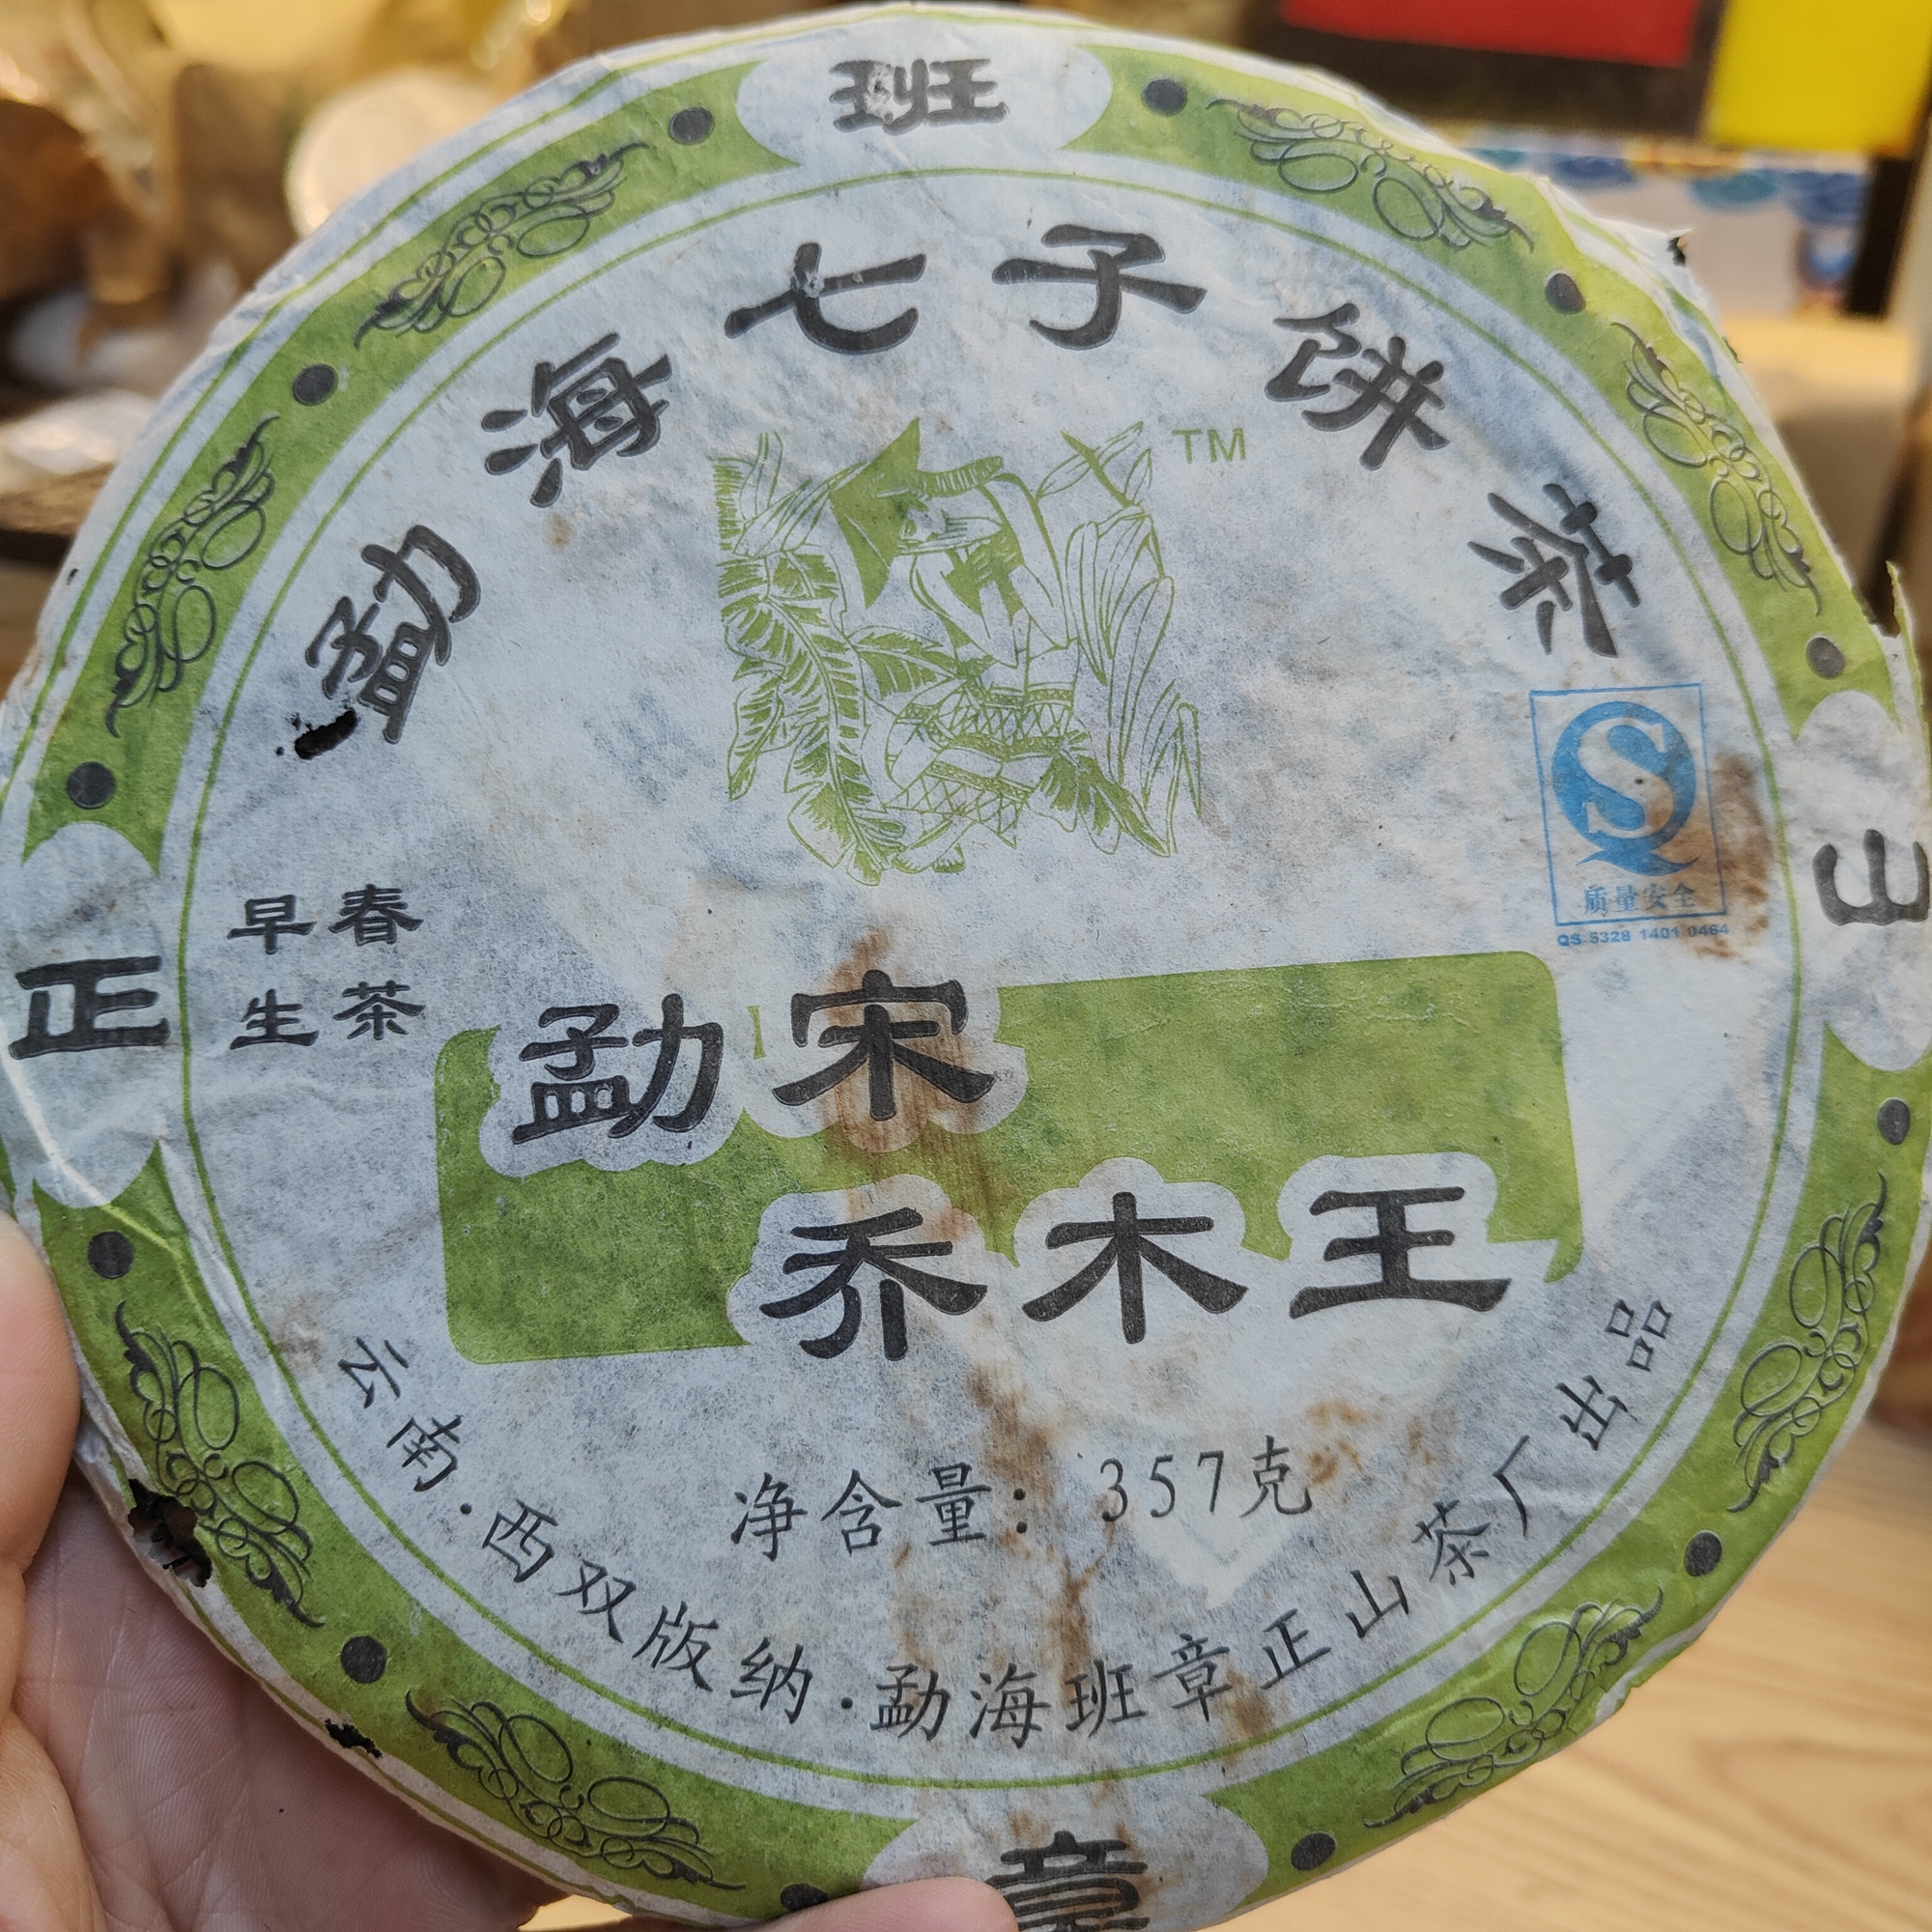 班
勐海七子饼茶
TM
质量安全
QS 5328 1401 0464
早春
生茶
正
山
勐宋
乔木王
净含量：357克
云南·西双版纳·勐海班章正山茶厂出品
章